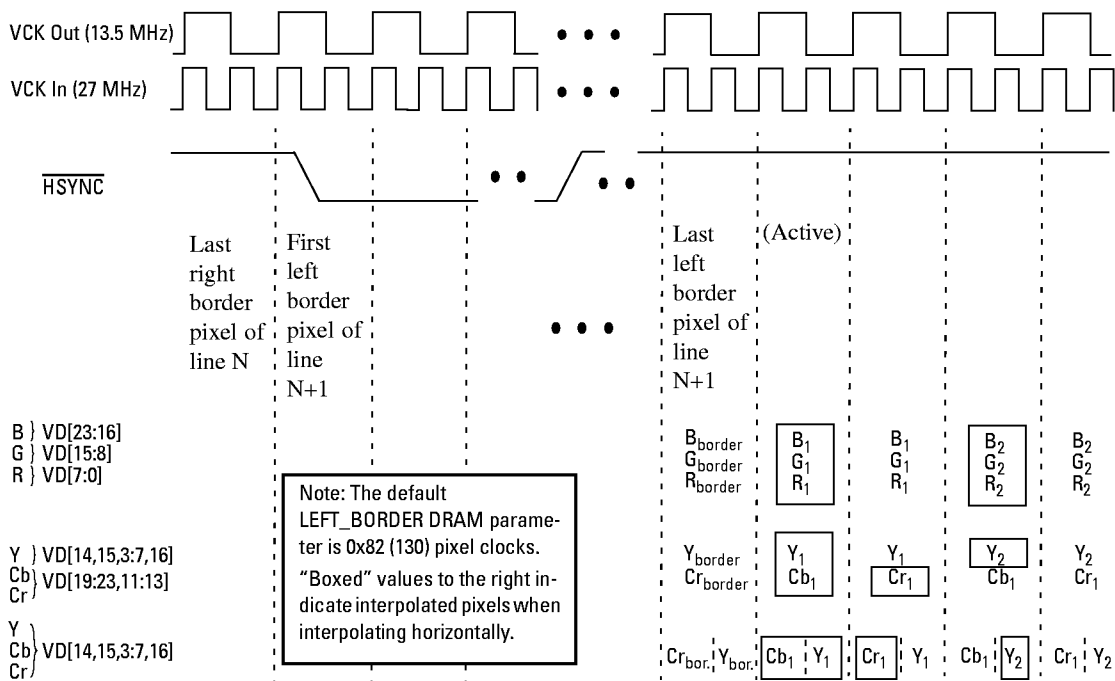 VCK Out (13.5 MHz)
VCK In (27 MHz)
HSYNC
Last right border pixel of line N
First left border pixel of line N+1
Last left border pixel of line N+1
(Active)
B } VD[23:16]
G } VD[15:8]
R } VD[7:0]
Bborder B1 B1 B2 B2
Gborder G1 G1 G2 G2
Rborder R1 R1 R2 R2
Note: The default
LEFT_BORDER DRAM parame-
ter is 0x82 (130) pixel clocks.
“Boxed” values to the right in-
dicate interpolated pixels when
interpolating horizontally.
Y } VD[14,15,3:7,16]
Cb
Cr } VD[19:23,11:13]
Yborder Y1 Y1 Y2 Y2
Crborder Cb1 Cr1 Cb1 Cr1
Y
Cb
Cr } VD[14,15,3:7,16]
Crbor. Ybor. Cb1 Y1 Cr1 Y1 Cb1 Y2 Cr1 Y2